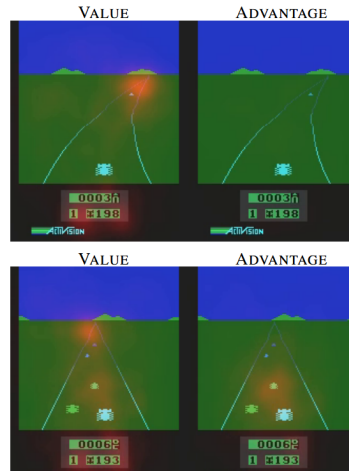 VALUE ADVANTAGE
0003
0003
1 198
1 198
ACTIVISION
ACTIVISION
VALUE ADVANTAGE
0006
0006
1 193
1 193